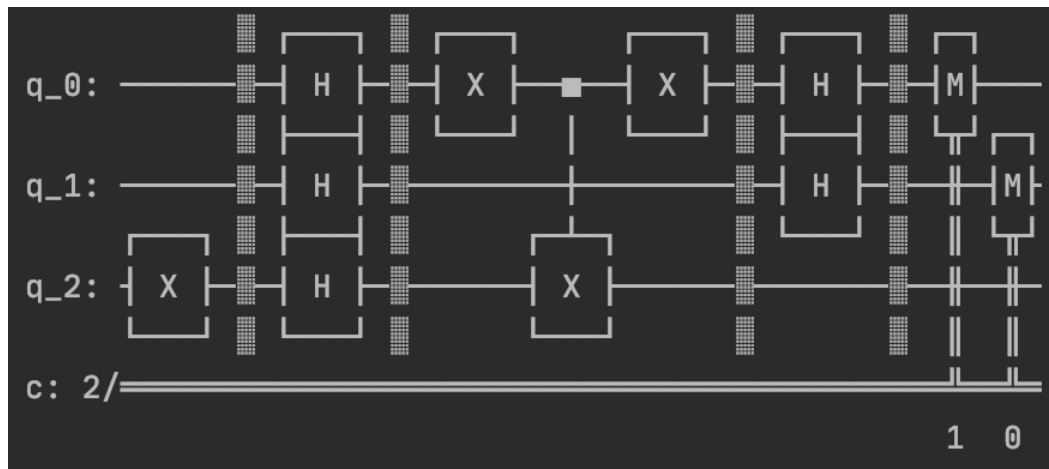 H X X H M
q_0:
q_1: H H M
q_2: X H X
c: 2/
1 0